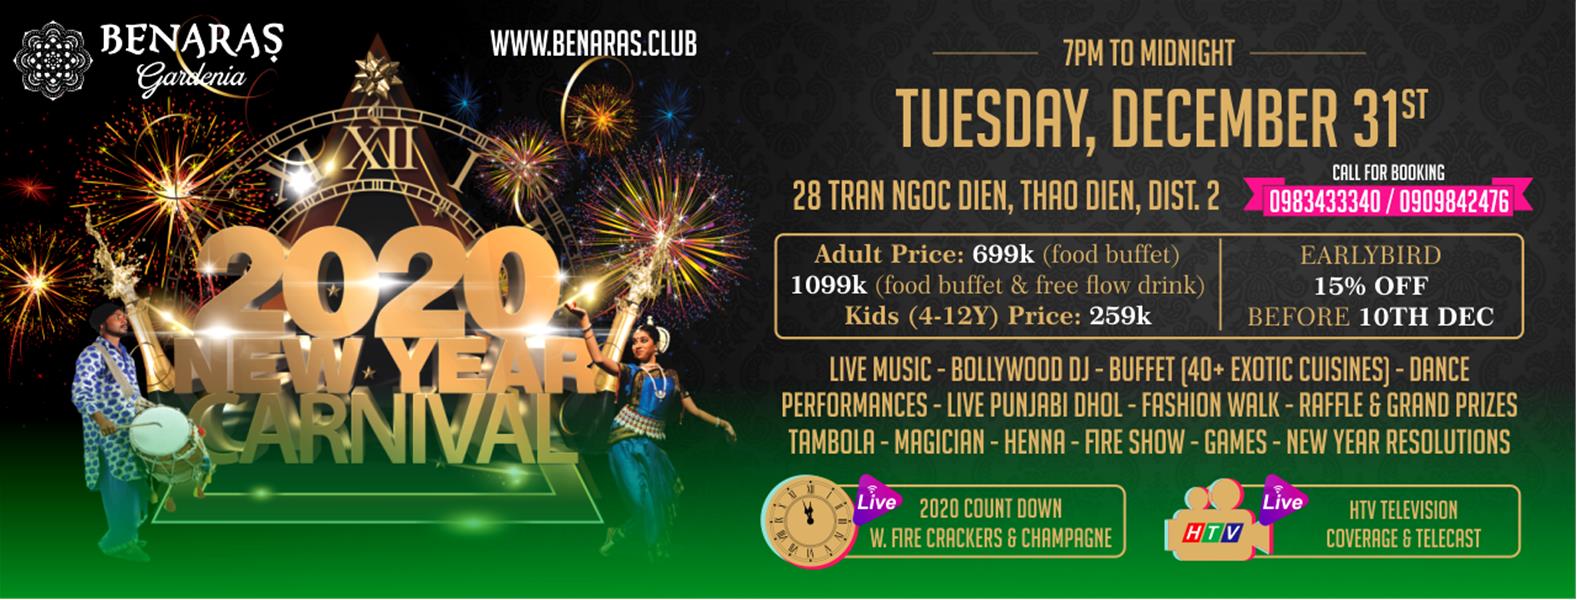 BENARAS
Gardenia
WWW.BENARAS.CLUB
XII
I
2020
NEW YEAR
CARNIVAL
7PM TO MIDNIGHT
TUESDAY, DECEMBER 31ST
28 TRAN NGOC DIEN, THAO DIEN, DIST. 2
CALL FOR BOOKING
0983433340 / 0909842476
Adult Price: 699k (food buffet)
1099k (food buffet & free flow drink)
Kids (4-12Y) Price: 259k
EARLYBIRD
15% OFF
BEFORE 10TH DEC
LIVE MUSIC - BOLLYWOOD DJ - BUFFET (40+ EXOTIC CUISINES) - DANCE
PERFORMANCES - LIVE PUNJABI DHOL - FASHION WALK - RAFFLE & GRAND PRIZES
TAMBOLA - MAGICIAN - HENNA - FIRE SHOW - GAMES - NEW YEAR RESOLUTIONS
Live
2020 COUNT DOWN
W. FIRE CRACKERS & CHAMPAGNE
HTV
Live
HTV TELEVISION
COVERAGE & TELECAST